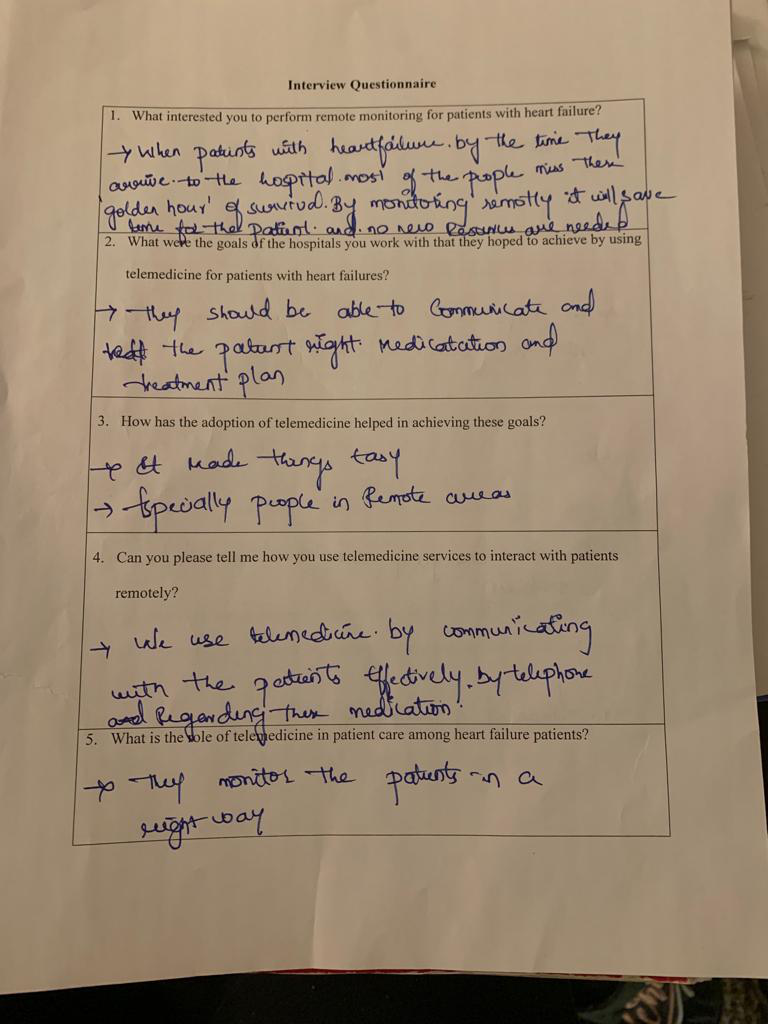 Interview Questionnaire
1. What interested you to perform remote monitoring for patients with heart failure?
→ When patients with heartfailure. by the time They
arrive to the hospital most of the people miss there
'golden hour' of survival. By monitoring remotly it will save
time for the Patient. and no new Resources are needed
2. What were the goals of the hospitals you work with that they hoped to achieve by using
telemedicine for patients with heart failures?
→ They should be able to Communicate and
the patient right Medicatation and
treatment plan
3. How has the adoption of telemedicine helped in achieving these goals?
→ It made things Easy
→ Especially people in Remote areas
4. Can you please tell me how you use telemedicine services to interact with patients
remotely?
→ We use telemedicine by communicating
with the patients Effectively. by telephone
and Regarding there medication.
5. What is the role of telemedicine in patient care among heart failure patients?
→ They monitor the patients in a
right way